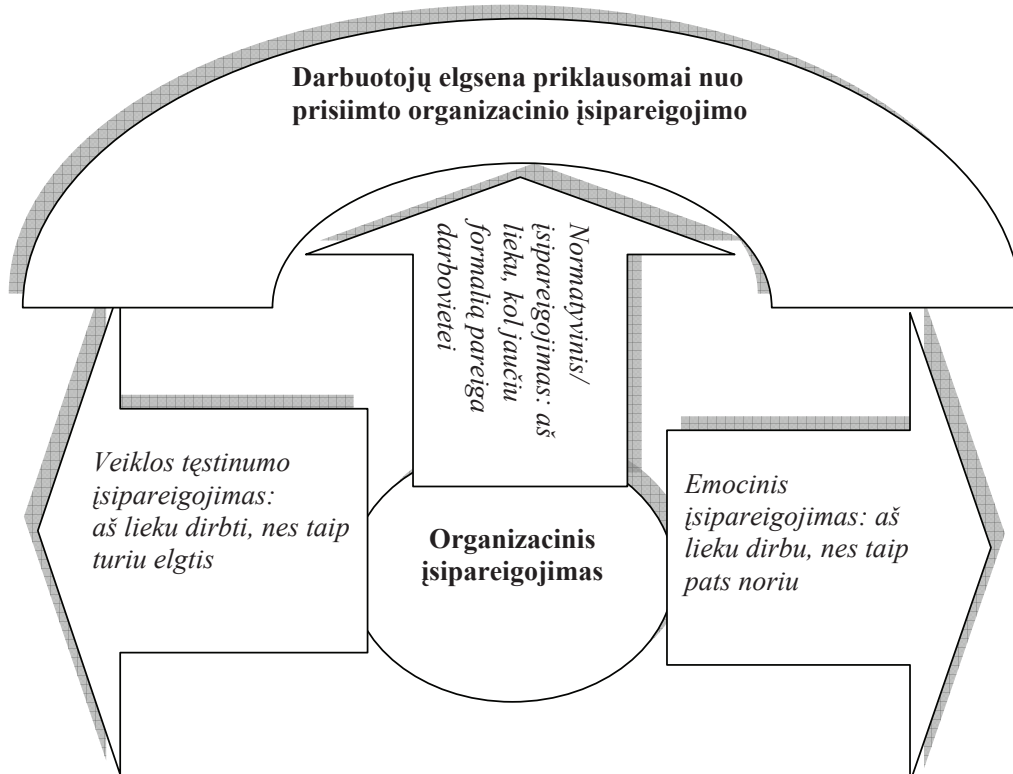 Darbuotojų elgsena priklausomai nuo
prisiimto organizacinio įsipareigojimo
Normatyvinis/
įsipareigojimas: aš
lieku, kol jaučiu
formalią pareiga
darbovietei
Veiklos tęstinumo
įsipareigojimas:
aš lieku dirbti, nes taip
turiu elgtis
Organizacinis
įsipareigojimas
Emocinis
įsipareigojimas: aš
lieku dirbu, nes taip
pats noriu